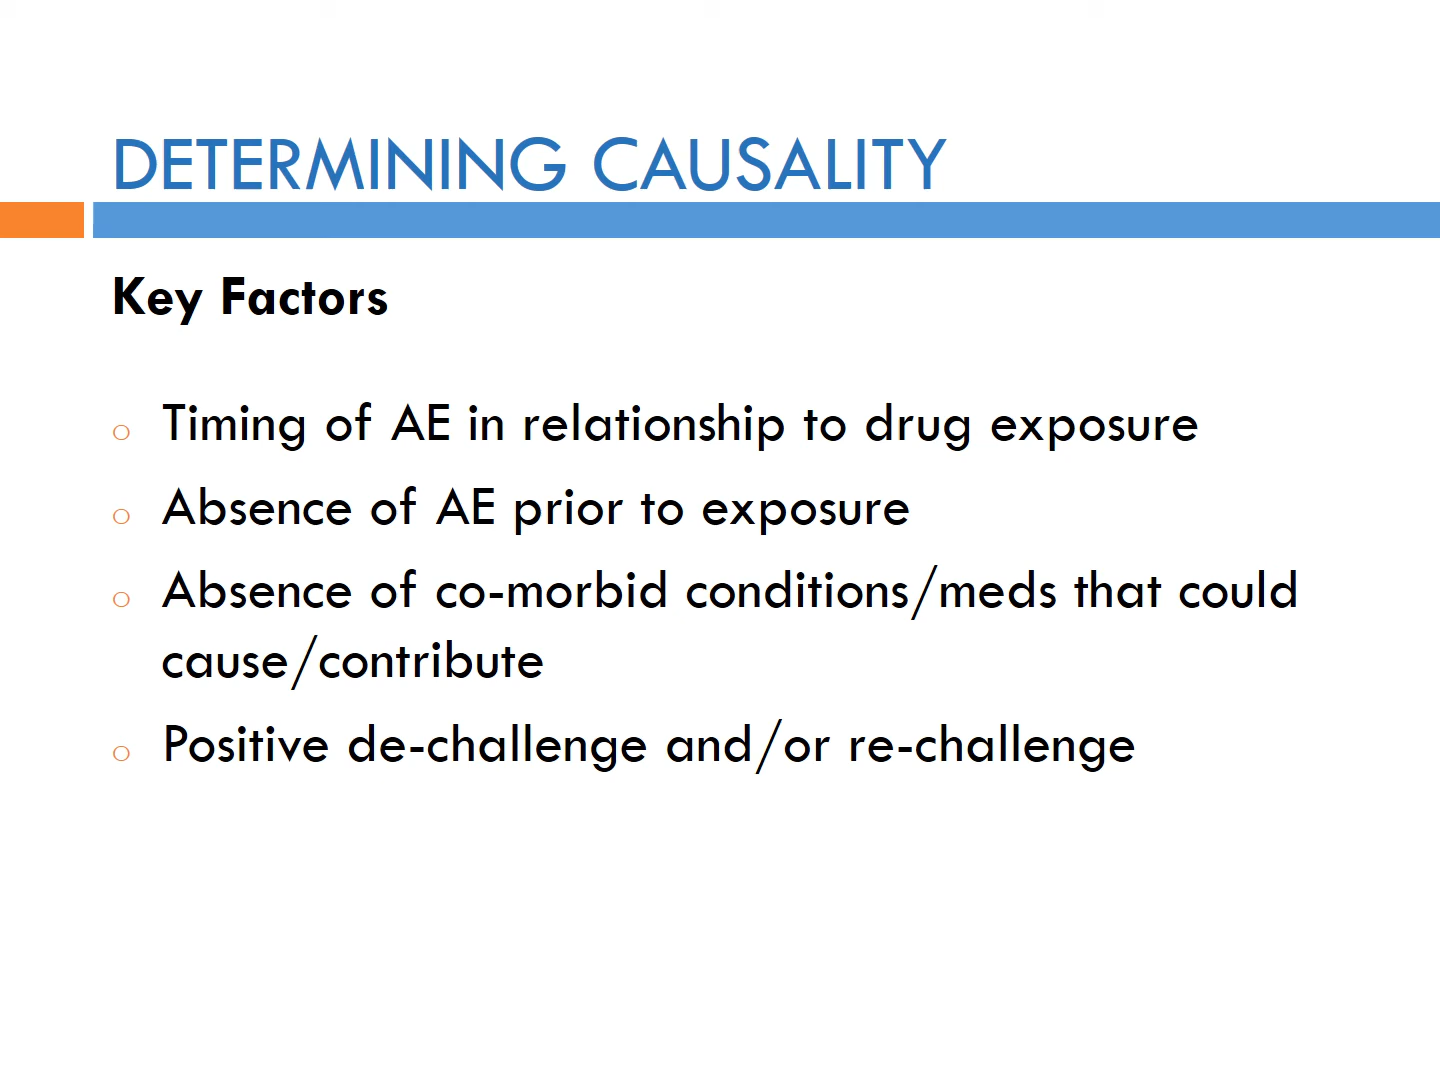 DETERMINING CAUSALITY
Key Factors
o Timing of AE in relationship to drug exposure
o Absence of AE prior to exposure
o Absence of co-morbid conditions/meds that could
cause/contribute
o Positive de-challenge and/or re-challenge